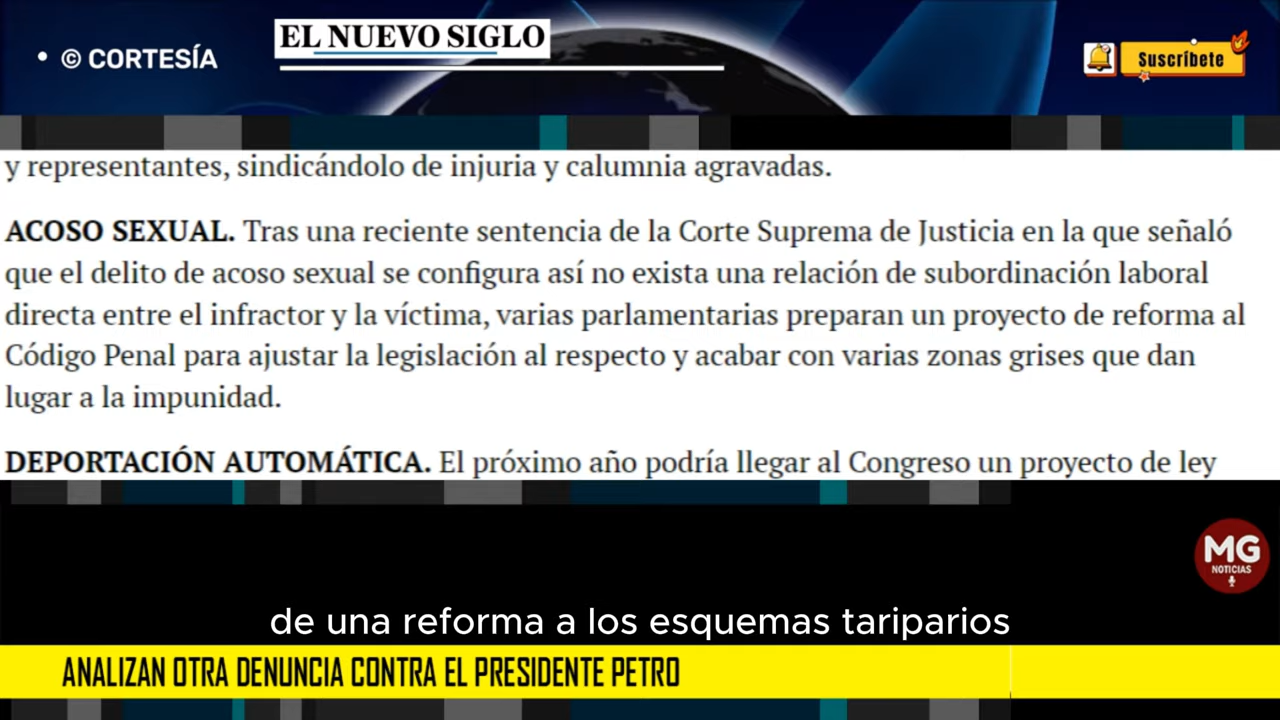 • © CORTESÍA
EL NUEVO SIGLO
Suscríbete
y representantes, sindicándolo de injuria y calumnia agravadas.
ACOSO SEXUAL. Tras una reciente sentencia de la Corte Suprema de Justicia en la que señaló
que el delito de acoso sexual se configura así no exista una relación de subordinación laboral
directa entre el infractor y la víctima, varias parlamentarias preparan un proyecto de reforma al
Código Penal para ajustar la legislación al respecto y acabar con varias zonas grises que dan
lugar a la impunidad.
DEPORTACIÓN AUTOMÁTICA. El próximo año podría llegar al Congreso un proyecto de ley
MG
NOTICIAS
de una reforma a los esquemas tariparios
ANALIZAN OTRA DENUNCIA CONTRA EL PRESIDENTE PETRO